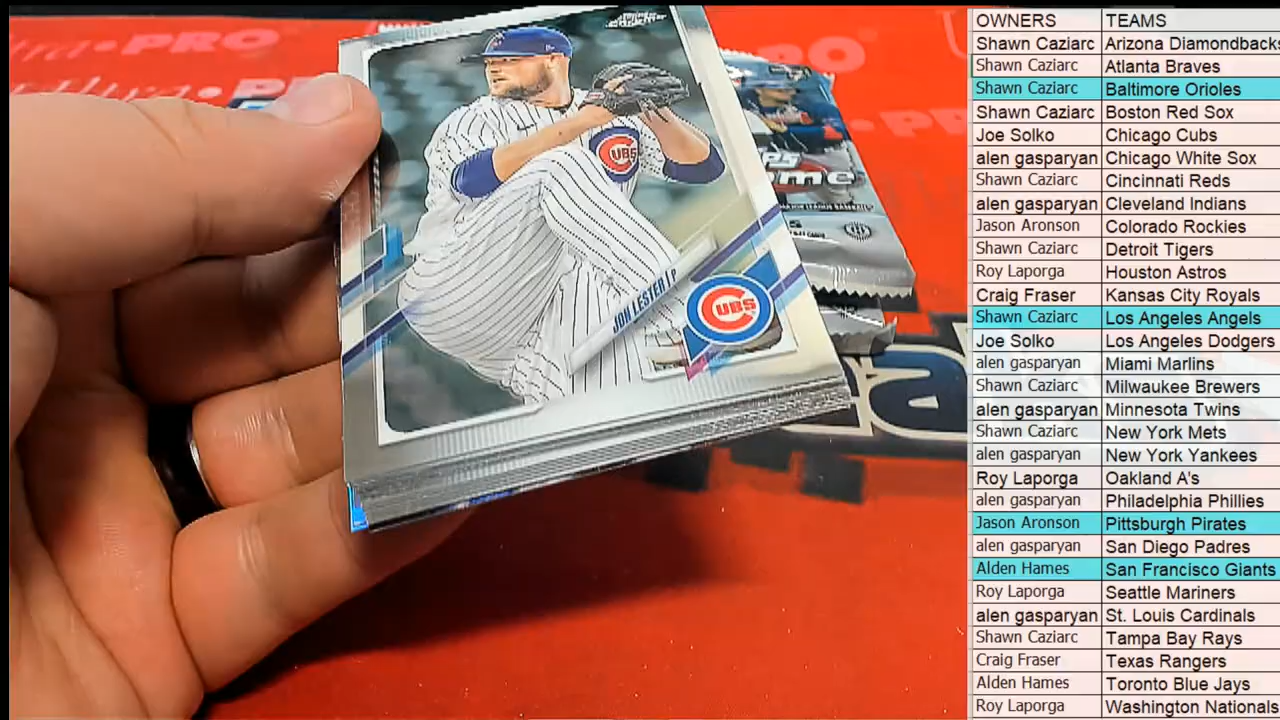 OWNERS TEAMS
Shawn Caziarc Arizona Diamondbacks
Shawn Caziarc Atlanta Braves
Shawn Caziarc Baltimore Orioles
Shawn Caziarc Boston Red Sox
Joe Solko Chicago Cubs
alen gasparyan Chicago White Sox
Shawn Caziarc Cincinnati Reds
alen gasparyan Cleveland Indians
Jason Aronson Colorado Rockies
Shawn Caziarc Detroit Tigers
Roy Laporga Houston Astros
Craig Fraser Kansas City Royals
Shawn Caziarc Los Angeles Angels
Joe Solko Los Angeles Dodgers
alen gasparyan Miami Marlins
Shawn Caziarc Milwaukee Brewers
alen gasparyan Minnesota Twins
Shawn Caziarc New York Mets
alen gasparyan New York Yankees
Roy Laporga Oakland A's
alen gasparyan Philadelphia Phillies
Jason Aronson Pittsburgh Pirates
alen gasparyan San Diego Padres
Alden Hames San Francisco Giants
Roy Laporga Seattle Mariners
alen gasparyan St. Louis Cardinals
Shawn Caziarc Tampa Bay Rays
Craig Fraser Texas Rangers
Alden Hames Toronto Blue Jays
Roy Laporga Washington Nationals
PRO
PRO
CUBS
JON LESTER | P
CUBS